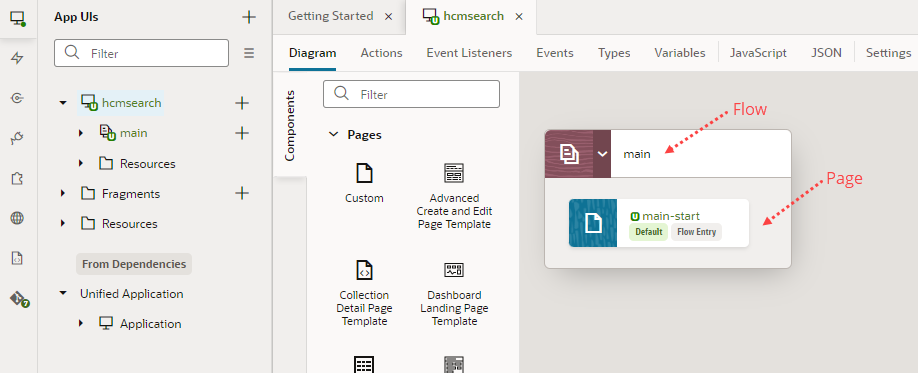 App UIs
Filter
hcmsearch
main
Resources
Fragments
Resources
From Dependencies
Unified Application
Application
Getting Started
hcmsearch
Diagram Actions Event Listeners Events Types Variables JavaScript JSON Settings
Components
Filter
Pages
Custom
Advanced
Create and Edit
Page Template
Collection
Detail Page
Template
Dashboard
Landing Page
Template
Flow
main
Page
main-start
Default Flow Entry